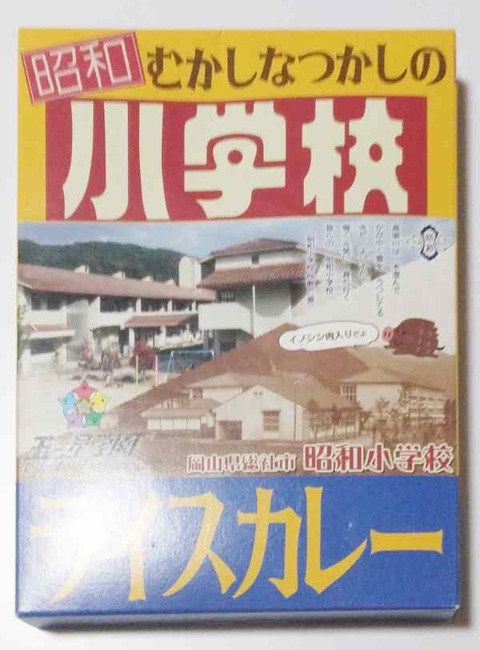 昭和 むかしなつかしの
小学校
イノシシ肉入りだよ
岡山県総社市 昭和小学校
ライスカレー